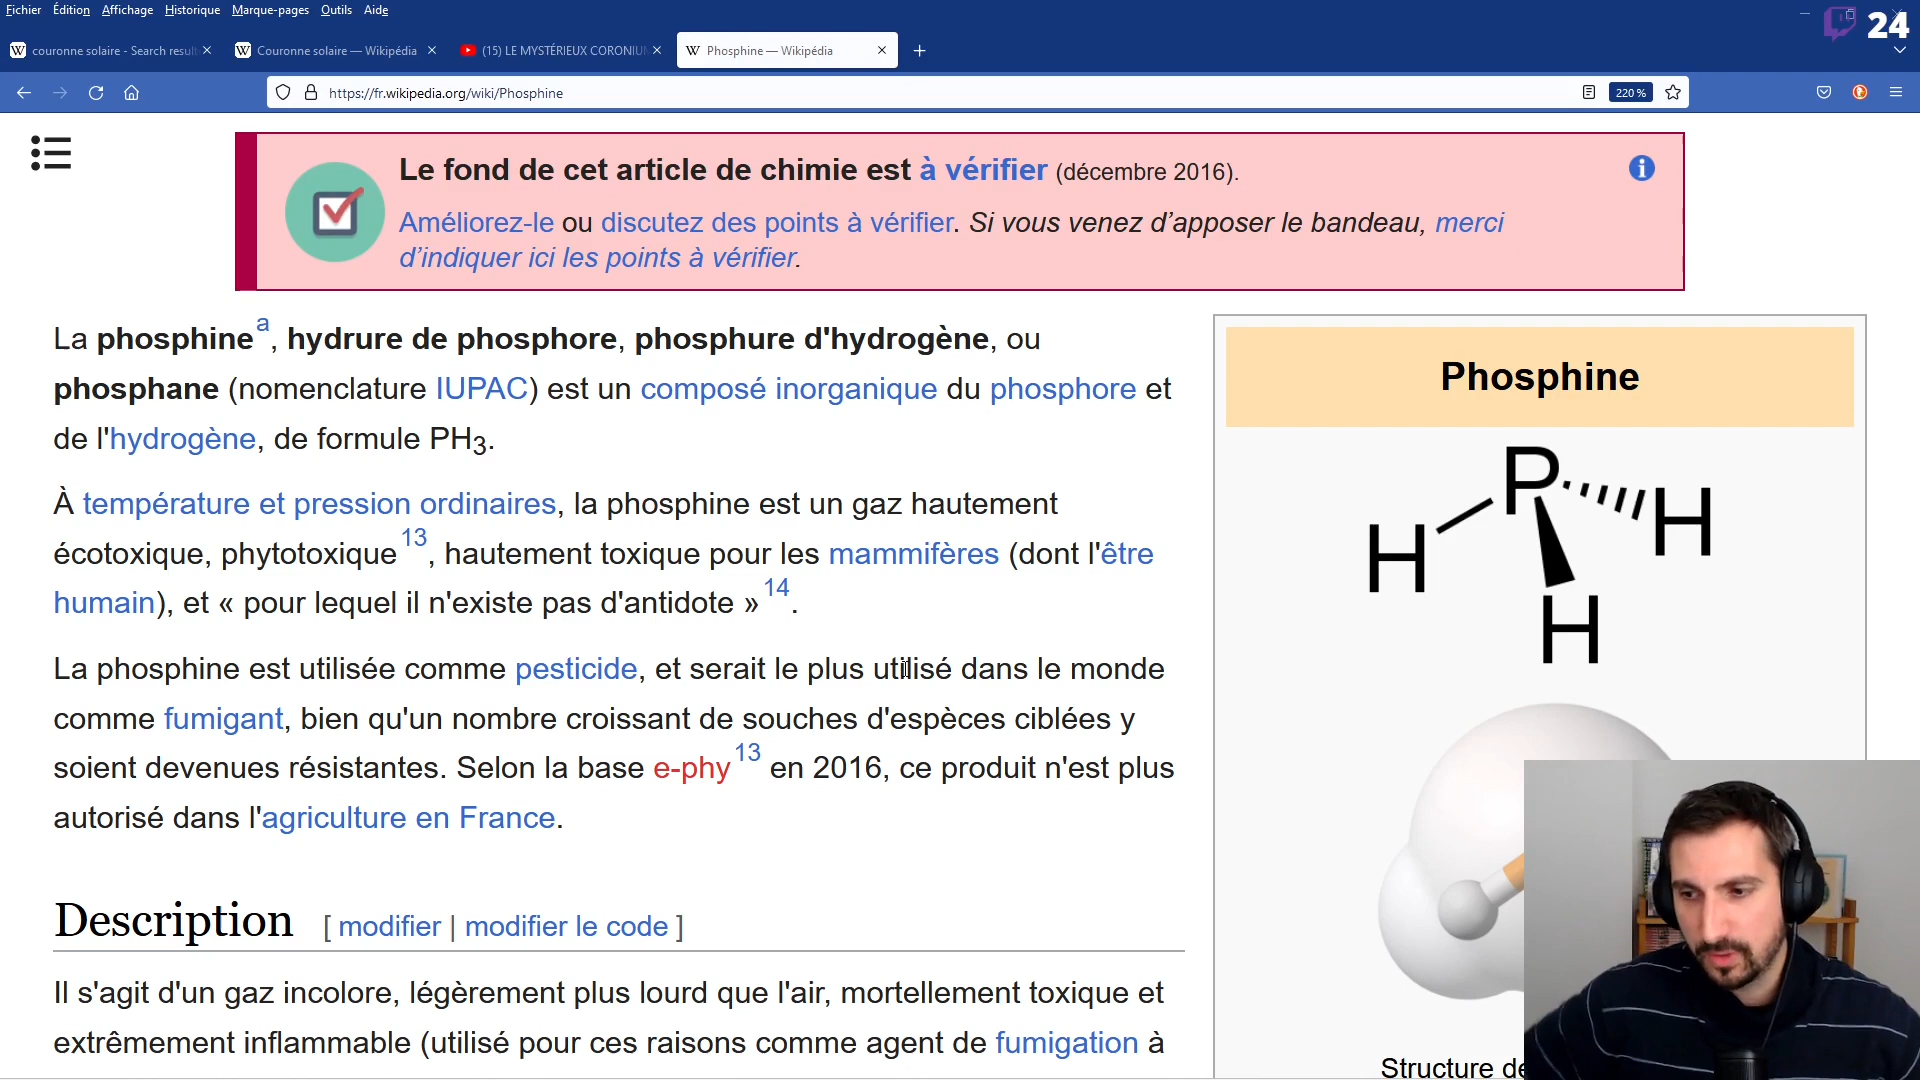 Fichier Édition Affichage Historique Marque-pages Outils Aide
24
couronne solaire - Search result
Couronne solaire — Wikipédia
(15) LE MYSTÉRIEUX CORONIUM
Phosphine — Wikipédia
https://fr.wikipedia.org/wiki/Phosphine
220 %
Le fond de cet article de chimie est à vérifier (décembre 2016).
Améliorez-le ou discutez des points à vérifier. Si vous venez d’apposer le bandeau, merci
d’indiquer ici les points à vérifier.
La phosphine a, hydrure de phosphore, phosphure d'hydrogène, ou
phosphane (nomenclature IUPAC) est un composé inorganique du phosphore et
de l'hydrogène, de formule PH3.
À température et pression ordinaires, la phosphine est un gaz hautement
écotoxique, phytotoxique 13, hautement toxique pour les mammifères (dont l'être
humain), et « pour lequel il n'existe pas d'antidote » 14.
La phosphine est utilisée comme pesticide, et serait le plus utilisé dans le monde
comme fumigant, bien qu'un nombre croissant de souches d'espèces ciblées y
soient devenues résistantes. Selon la base e-phy 13 en 2016, ce produit n'est plus
autorisé dans l'agriculture en France.
Description [ modifier | modifier le code ]
Il s'agit d'un gaz incolore, légèrement plus lourd que l'air, mortellement toxique et
extrêmement inflammable (utilisé pour ces raisons comme agent de fumigation à
Phosphine
P
H
H
H
Structure de